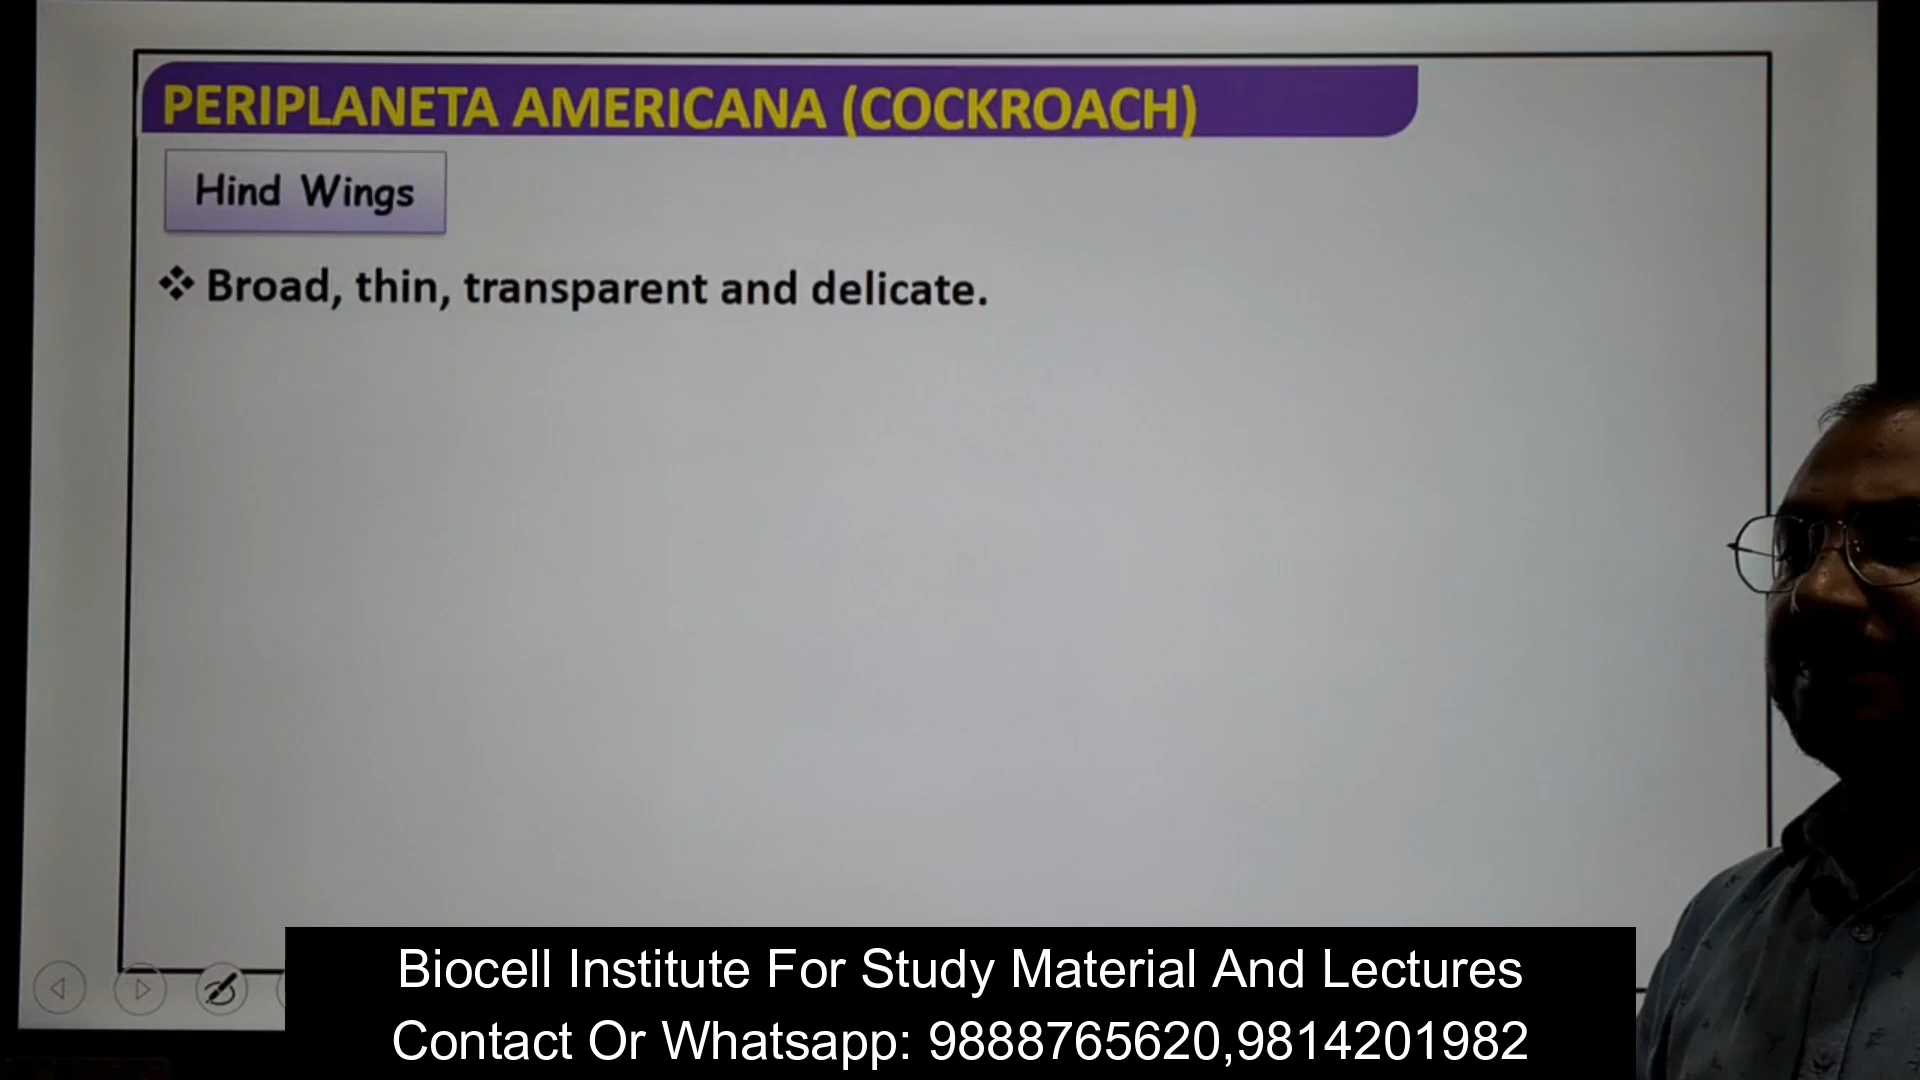 PERIPLANETA AMERICANA (COCKROACH)
Hind Wings
❖ Broad, thin, transparent and delicate.
Biocell Institute For Study Material And Lectures
Contact Or Whatsapp: 9888765620,9814201982